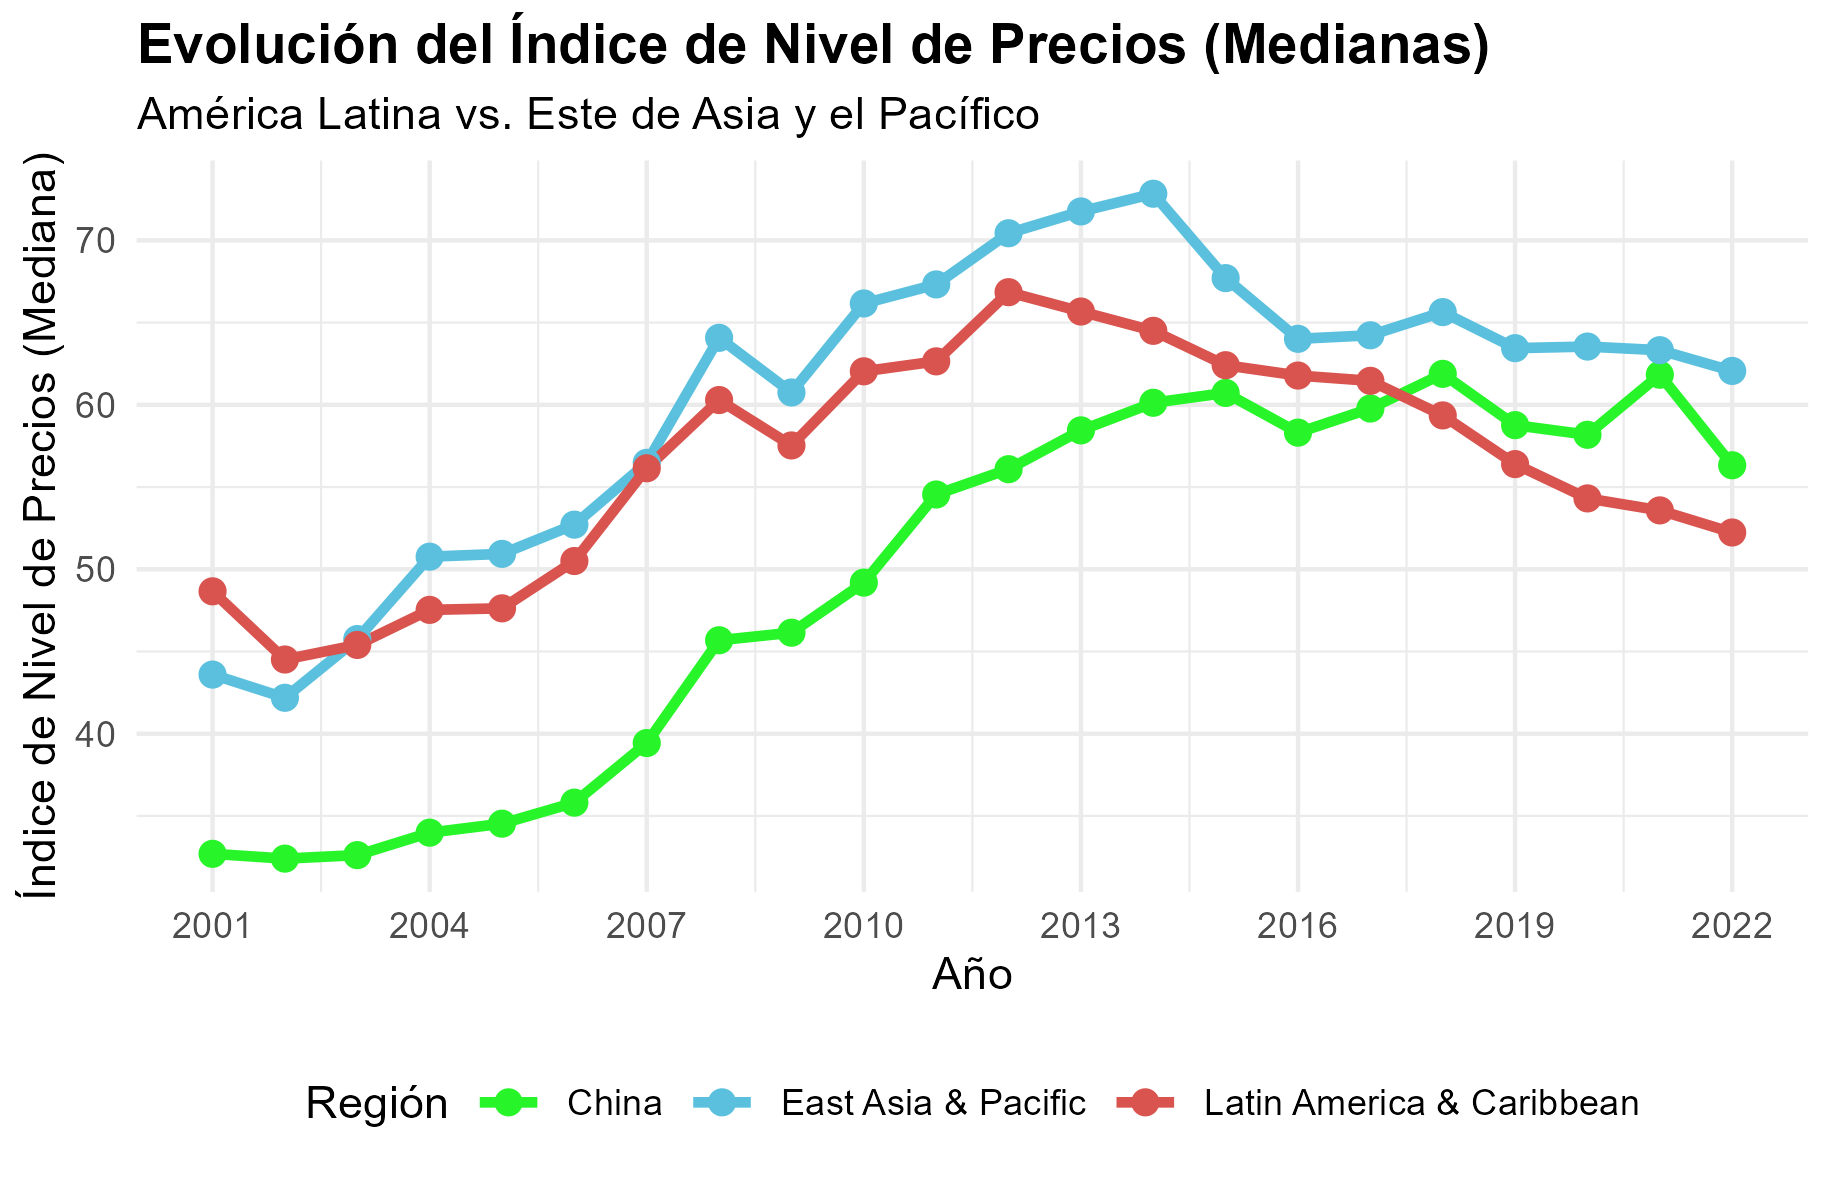 Evolución del Índice de Nivel de Precios (Medianas)
América Latina vs. Este de Asia y el Pacífico
Índice de Nivel de Precios (Mediana)
70
60
50
40
2001 2004 2007 2010 2013 2016 2019 2022
Año
Región China East Asia & Pacific Latin America & Caribbean